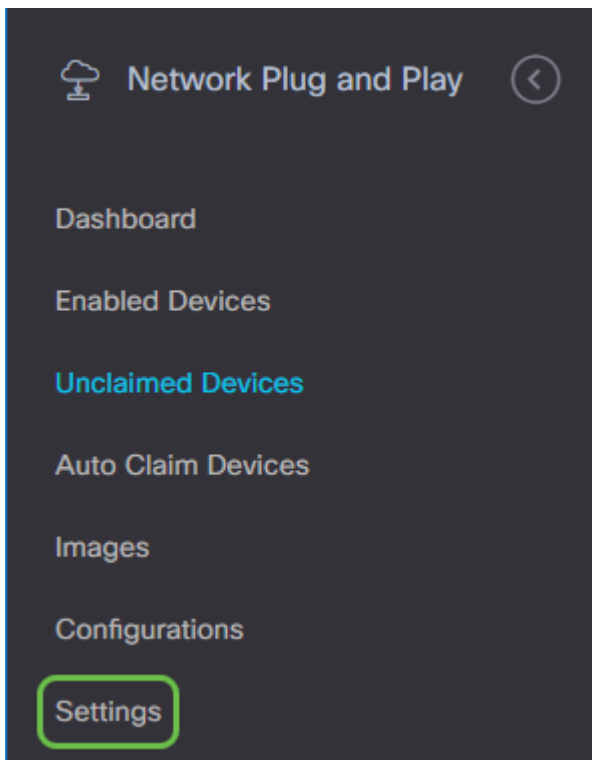 Network Plug and Play
Dashboard
Enabled Devices
Unclaimed Devices
Auto Claim Devices
Images
Configurations
Settings